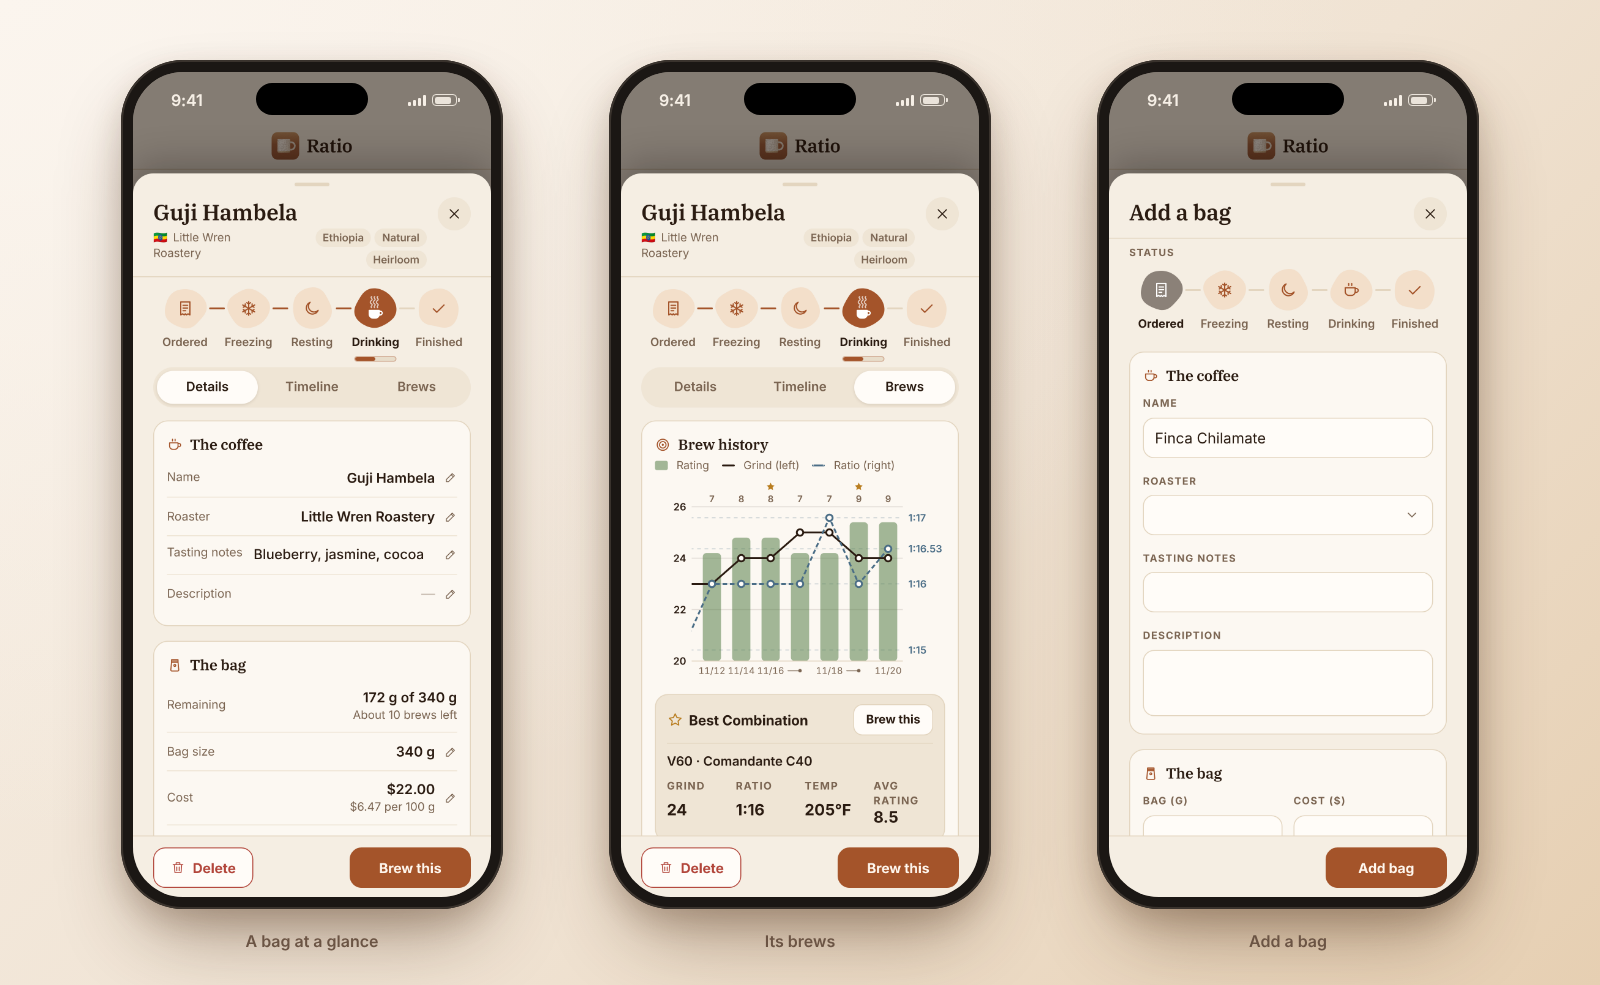 9:41
Ratio
Guji Hambela
🇪🇹 Little Wren Roastery
Ethiopia Natural
Heirloom
Ordered Freezing Resting Drinking Finished
Details Timeline Brews
The coffee
Name Guji Hambela
Roaster Little Wren Roastery
Tasting notes Blueberry, jasmine, cocoa
Description —
The bag
Remaining 172 g of 340 g
About 10 brews left
Bag size 340 g
Cost $22.00
$6.47 per 100 g
Delete Brew this
A bag at a glance
9:41
Ratio
Guji Hambela
🇪🇹 Little Wren Roastery
Ethiopia Natural
Heirloom
Ordered Freezing Resting Drinking Finished
Details Timeline Brews
Brew history
Rating Grind (left) Ratio (right)
7 8 8 7 7 9 9
26 1:17
24 1:16.53
1:16
22
1:15
20
11/12 11/14 11/16 11/18 11/20
Best Combination Brew this
V60 · Comandante C40
GRIND RATIO TEMP AVG RATING
24 1:16 205°F 8.5
Delete Brew this
Its brews
9:41
Ratio
Add a bag
STATUS
Ordered Freezing Resting Drinking Finished
The coffee
NAME
Finca Chilamate
ROASTER
TASTING NOTES
DESCRIPTION
The bag
BAG (G) COST ($)
Add bag
Add a bag